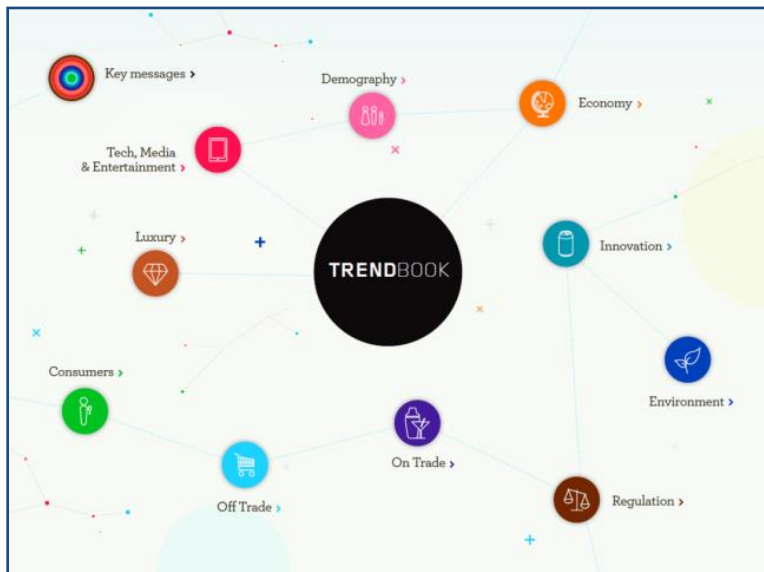 Key messages >
Demography >
Economy >
Tech, Media
& Entertainment >
Luxury >
TRENDBOOK
Innovation >
Consumers >
Environment >
On Trade >
Off Trade >
Regulation >